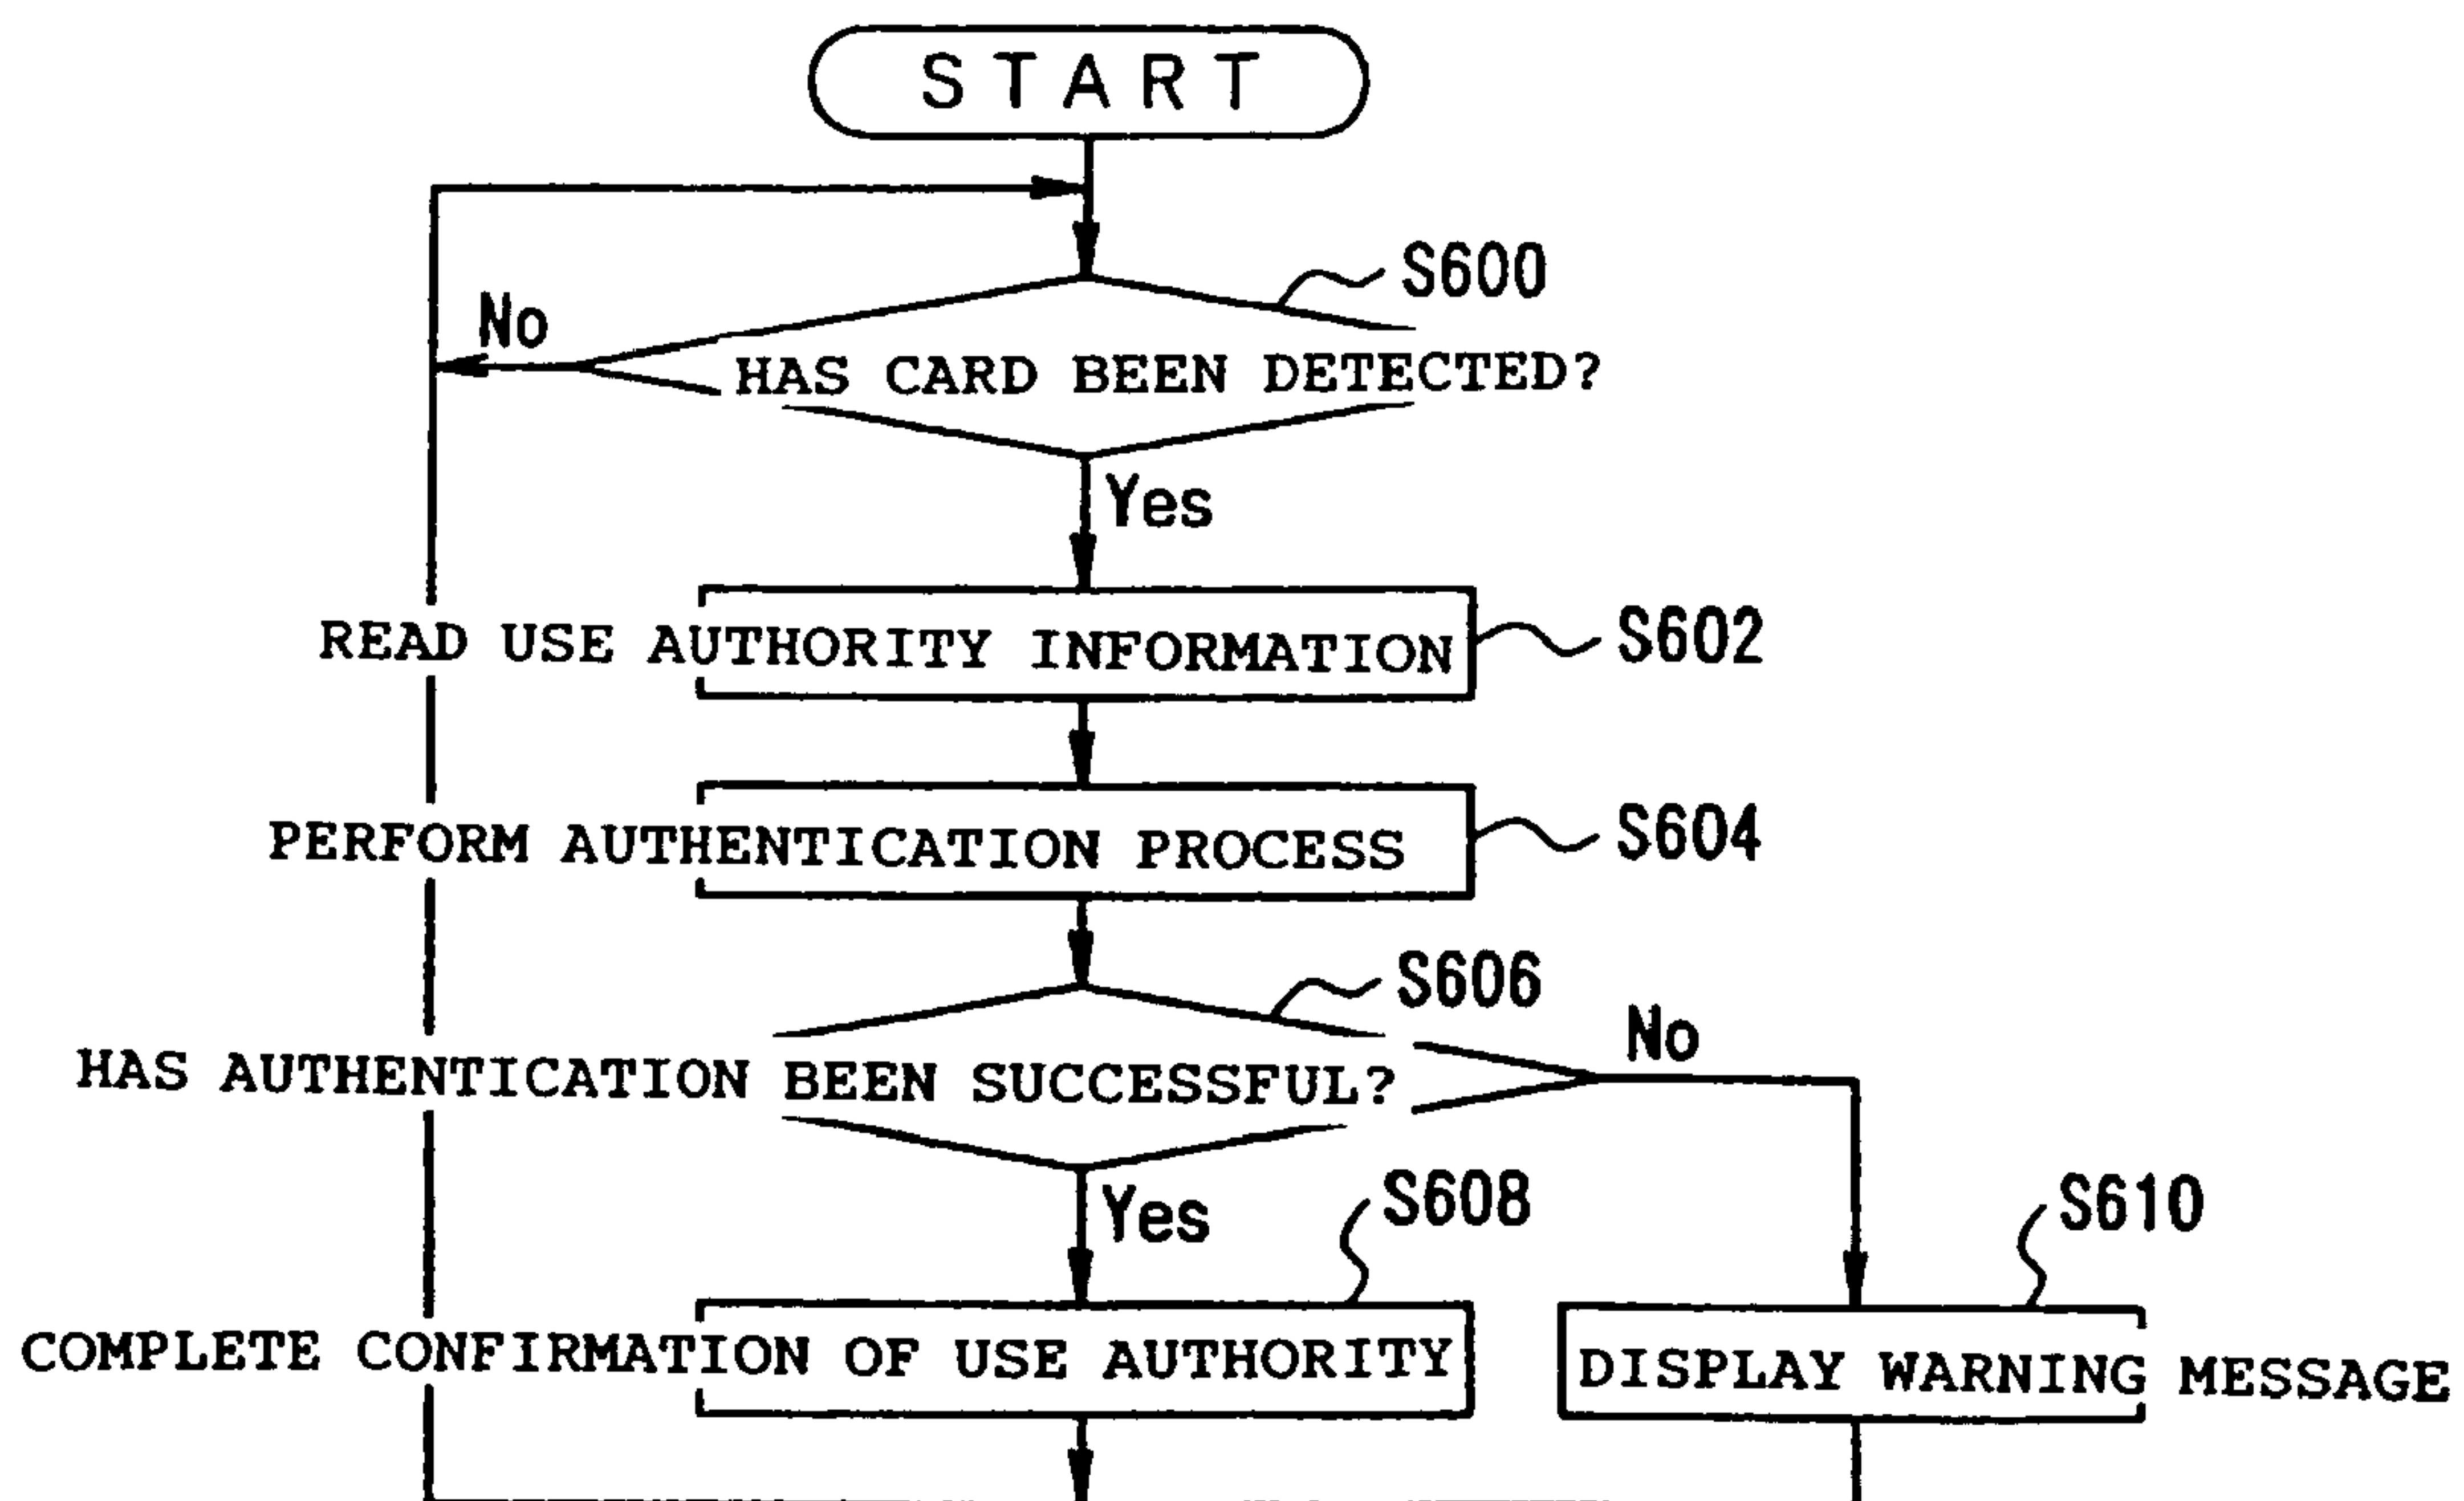 START
S600
No
HAS CARD BEEN DETECTED?
Yes
READ USE AUTHORITY INFORMATION
S602
PERFORM AUTHENTICATION PROCESS
S604
S606
No
HAS AUTHENTICATION BEEN SUCCESSFUL?
Yes
S608
S610
COMPLETE CONFIRMATION OF USE AUTHORITY
DISPLAY WARNING MESSAGE